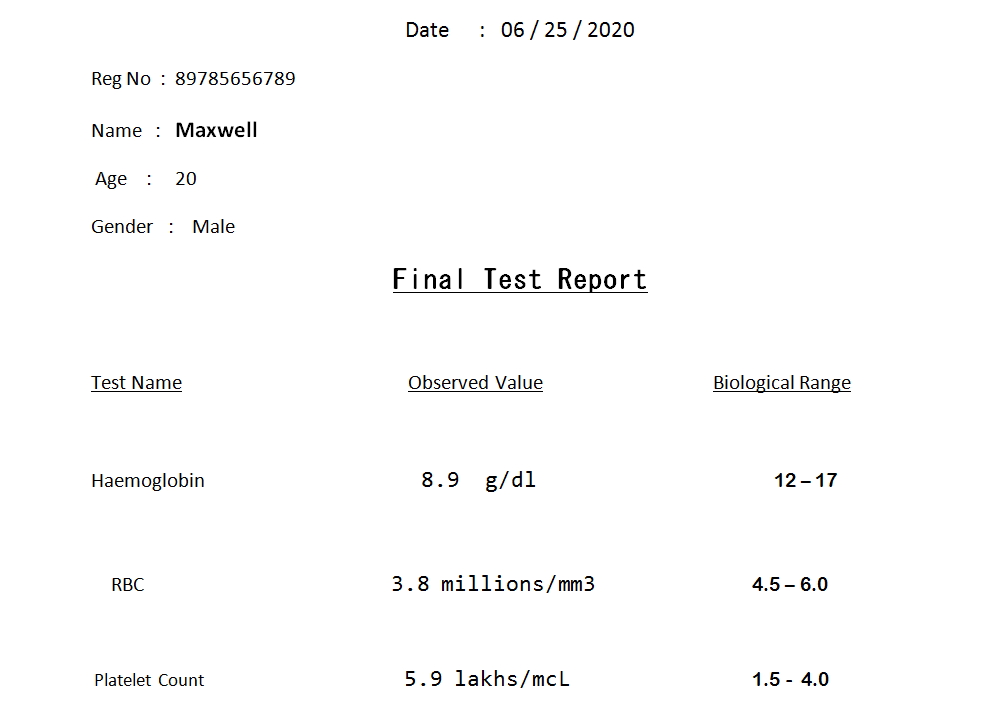 Date : 06 / 25 / 2020
Reg No : 89785656789
Name : Maxwell
Age : 20
Gender : Male
Final Test Report
Test Name Observed Value Biological Range
Haemoglobin 8.9 g/dl 12 – 17
RBC 3.8 millions/mm3 4.5 – 6.0
Platelet Count 5.9 lakhs/mcL 1.5 - 4.0